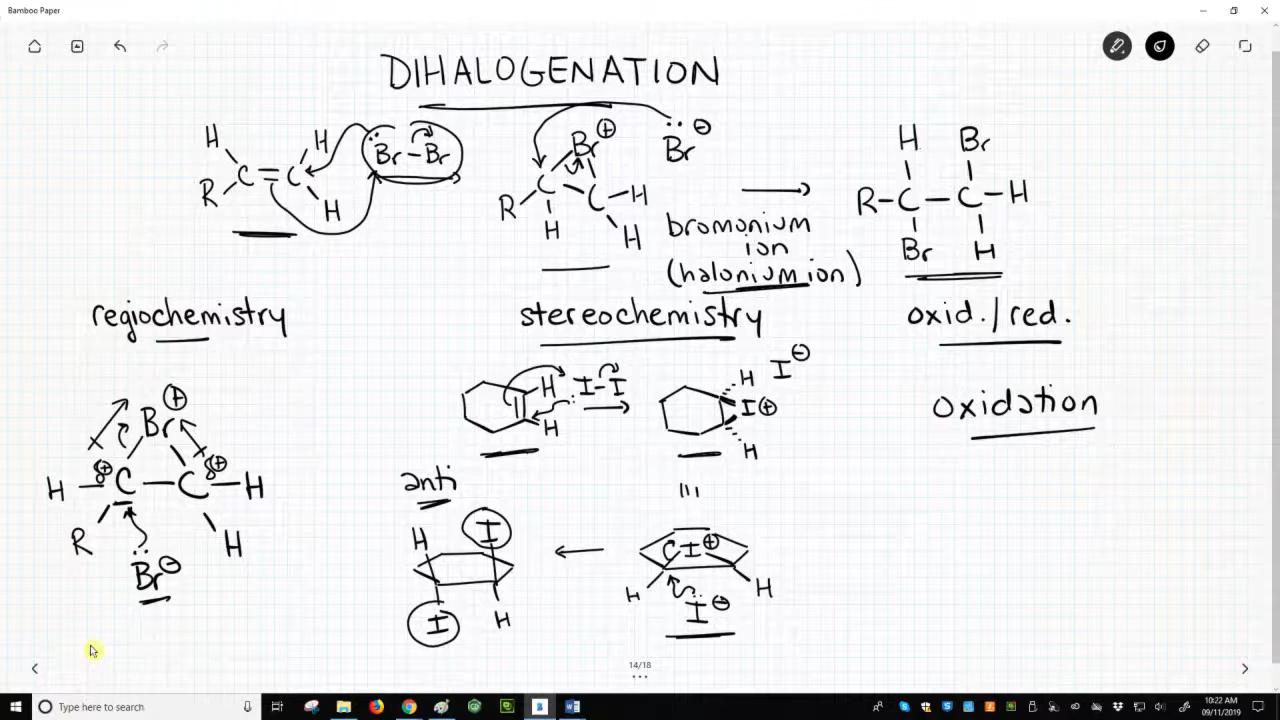 Bamboo Paper
DIHALOGENATION
H H Br – Br
R C = C H
Br ⊕ Br ⊖
R C – C – H
H H
bromonium
ion
(halonium ion)
H Br
R – C – C – H
Br H
regiochemistry
stereochemistry
oxid./red.
oxidation
Br ⊕
H – C – C – H
δ⊕ δ⊕
R H
Br ⊖
H I – I
H
H I ⊖
I ⊕
H
anti
H I
I H
C I ⊕
H H
I ⊖
14/18
Type here to search
10:22 AM
09/11/2019